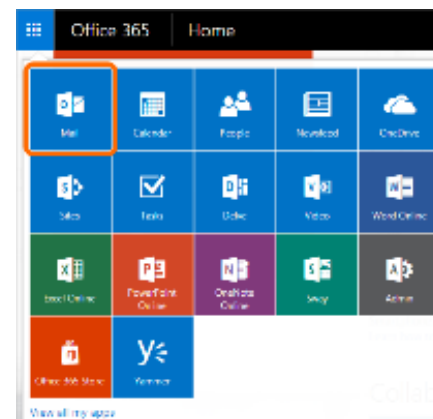 Office 365 Home
Mail Calendar People Newsfeed OneDrive
Sites Tasks Delve Video Word Online
Excel Online PowerPoint Online OneNote Online Sway Admin
Office 365 Store Yammer
View all my apps
Collab